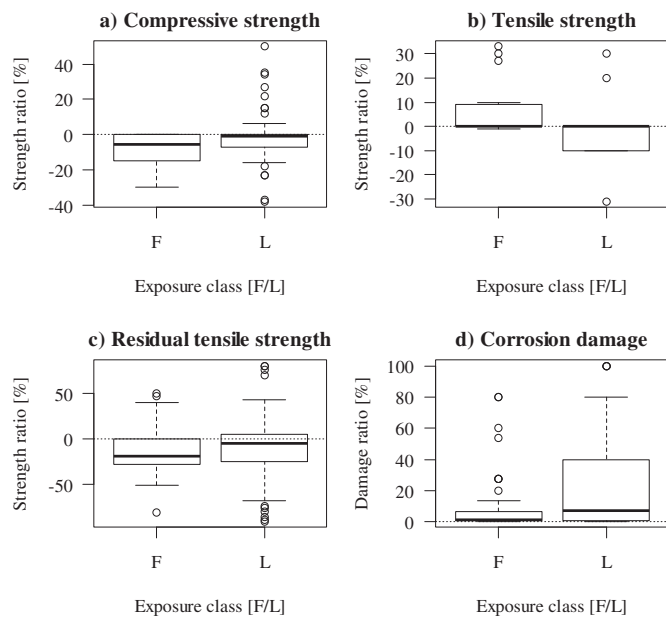 a) Compressive strength
Strength ratio [%]
40
20
0
-20
-40
F
L
Exposure class [F/L]
b) Tensile strength
Strength ratio [%]
30
20
10
0
-10
-20
-30
F
L
Exposure class [F/L]
c) Residual tensile strength
Strength ratio [%]
50
0
-50
F
L
Exposure class [F/L]
d) Corrosion damage
Damage ratio [%]
100
80
60
40
20
0
F
L
Exposure class [F/L]